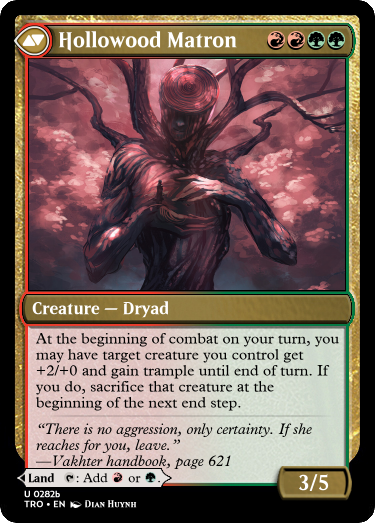 Hollowood Matron
Creature — Dryad
At the beginning of combat on your turn, you
may have target creature you control get
+2/+0 and gain trample until end of turn. If
you do, sacrifice that creature at the
beginning of the next end step.
“There is no aggression, only certainty. If she
reaches for you, leave.”
—Vakhter handbook, page 621
Land : Add or .
3/5
U 0282b
TRO • EN Dian Huynh